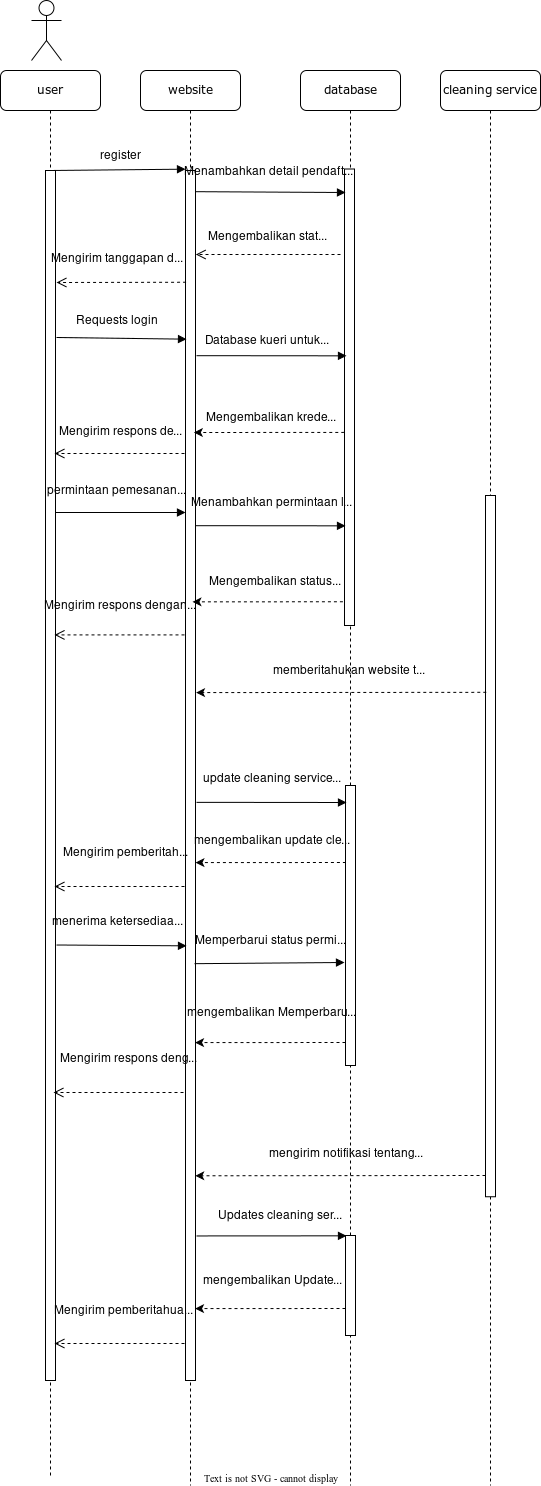 user
website
database
cleaning service
register
Menambahkan detail pendaft...
Mengembalikan stat...
Mengirim tanggapan d...
Requests login
Database kueri untuk...
Mengembalikan krede...
Mengirim respons de...
permintaan pemesanan...
Menambahkan permintaan l...
Mengembalikan status...
Mengirim respons dengan...
memberitahukan website t...
update cleaning service...
mengembalikan update cle...
Mengirim pemberitah...
menerima ketersediaa...
Memperbarui status permi...
mengembalikan Memperbaru...
Mengirim respons deng...
mengirim notifikasi tentang...
Updates cleaning ser...
mengembalikan Update...
Mengirim pemberitahua...
Text is not SVG - cannot display